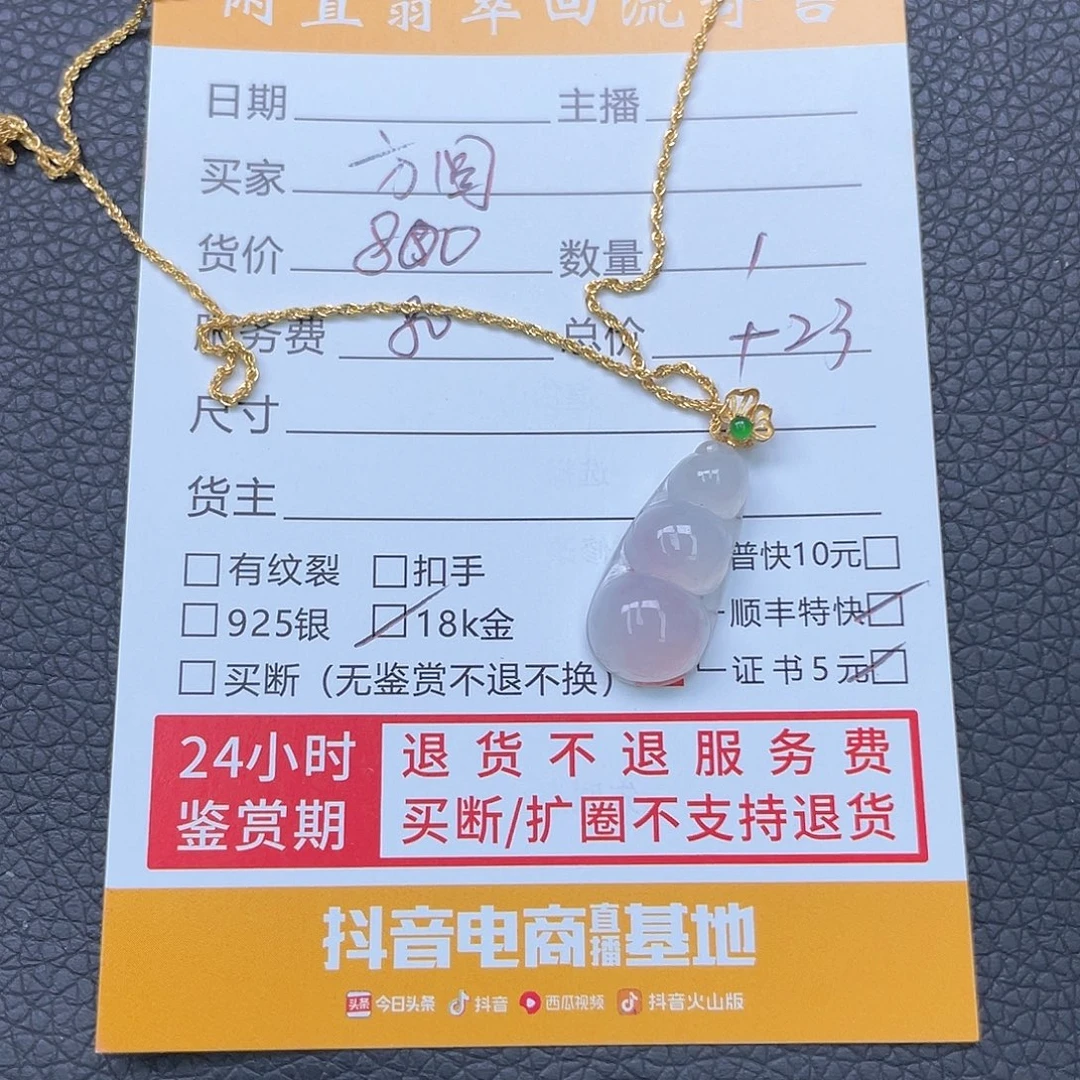 日期 主播
买家 方圆
货价 800 数量 1
服务费 80 总价 +23
尺寸
货主
有纹裂 扣手 普快10元
925银 18k金 顺丰特快
买断（无鉴赏不退不换） 证书5元
24小时鉴赏期
退货不退服务费
买断/扩圈不支持退货
抖音电商直播基地
头条 今日头条 抖音 西瓜视频 抖音火山版